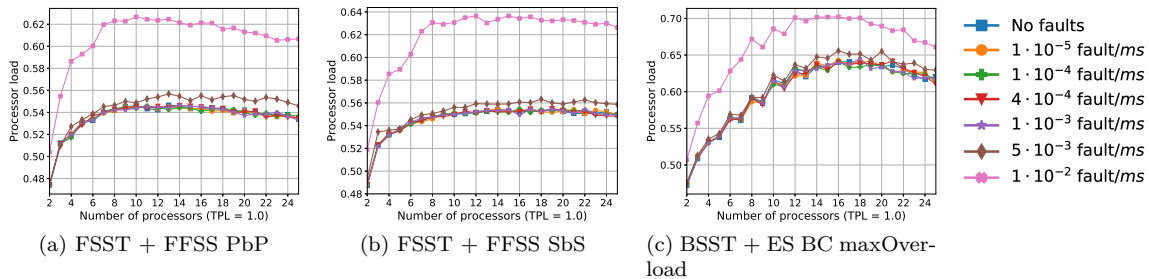 0.62
0.60
0.58
0.56
0.54
0.52
0.50
0.48
Processor load
2 4 6 8 10 12 14 16 18 20 22 24
Number of processors (TPL = 1.0)
(a) FSST + FFSS PbP
0.64
0.62
0.60
0.58
0.56
0.54
0.52
0.50
0.48
Processor load
2 4 6 8 10 12 14 16 18 20 22 24
Number of processors (TPL = 1.0)
(b) FSST + FFSS SbS
0.70
0.65
0.60
0.55
0.50
Processor load
2 4 6 8 10 12 14 16 18 20 22 24
Number of processors (TPL = 1.0)
(c) BSST + ES BC maxOver-
load
No faults
1·10⁻⁵ fault/ms
1·10⁻⁴ fault/ms
4·10⁻⁴ fault/ms
1·10⁻³ fault/ms
5·10⁻³ fault/ms
1·10⁻² fault/ms